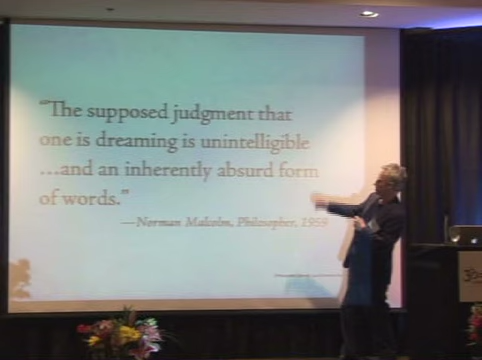 “The supposed judgment that
one is dreaming is unintelligible
...and an inherently absurd form
of words.”
—Norman Malcolm, Philosopher, 1959